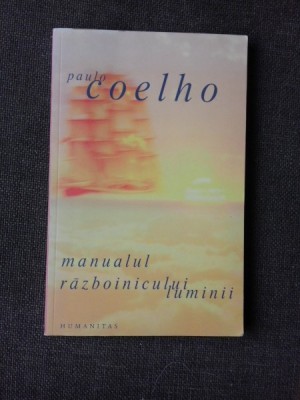 paulo
coelho
manualul
războinicului
luminii
HUMANITAS